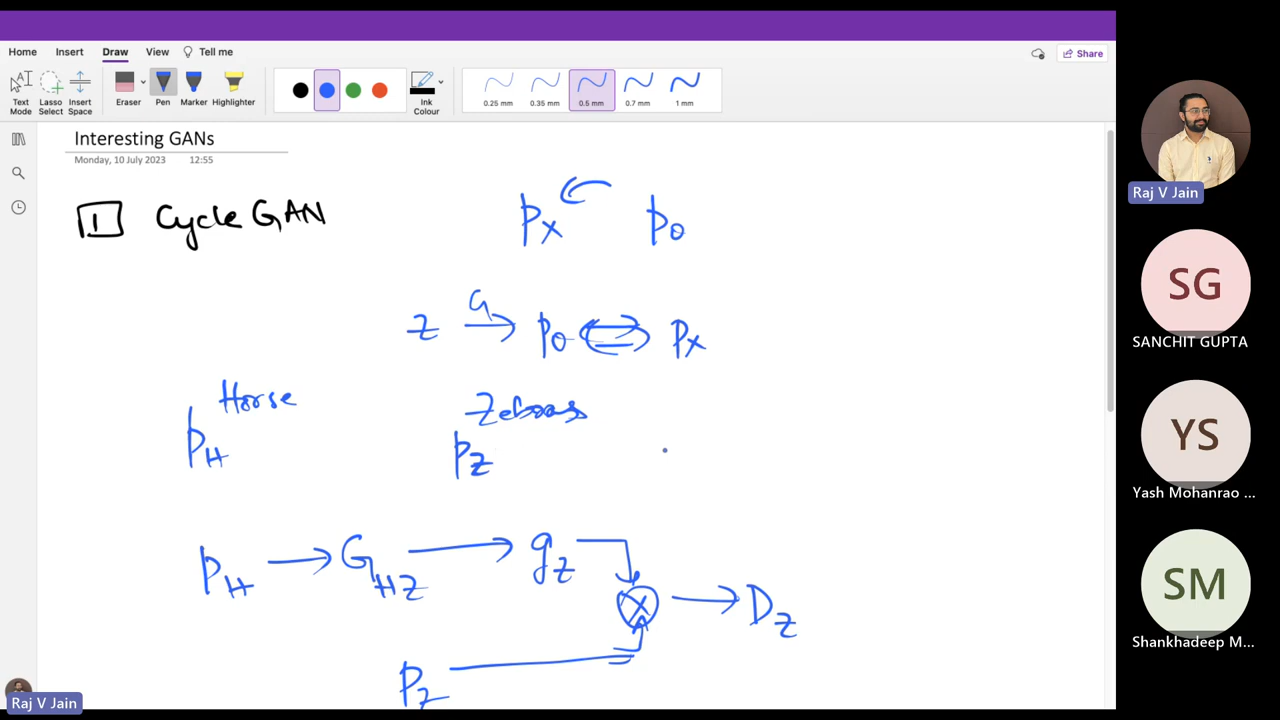 Home Insert Draw View Tell me Share
Text Mode Lasso Select Insert Space Eraser Pen Marker Highlighter Ink Colour 0.25 mm 0.35 mm 0.5 mm 0.7 mm 1 mm
Interesting GANs
Monday, 10 July 2023 12:55
1 Cycle GAN
Px Pθ
z G Pθ Px
Horse Zebras
PH PZ
PH GHZ gZ
DZ
PZ
Raj V Jain
SG
SANCHIT GUPTA
YS
Yash Mohanrao ...
SM
Shankhadeep M...
Raj V Jain